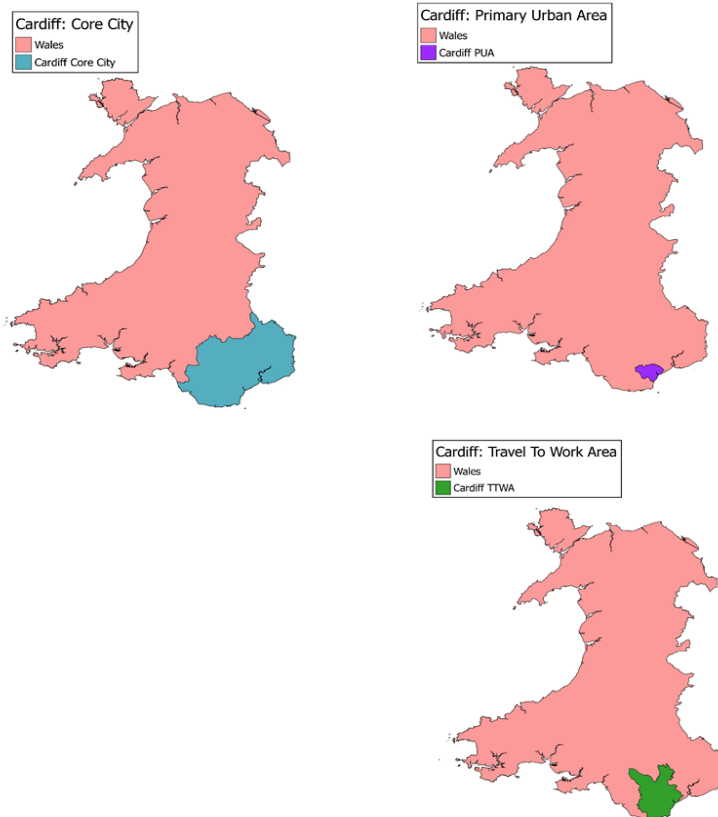 Cardiff: Core City
Wales
Cardiff Core City
Cardiff: Primary Urban Area
Wales
Cardiff PUA
Cardiff: Travel To Work Area
Wales
Cardiff TTWA